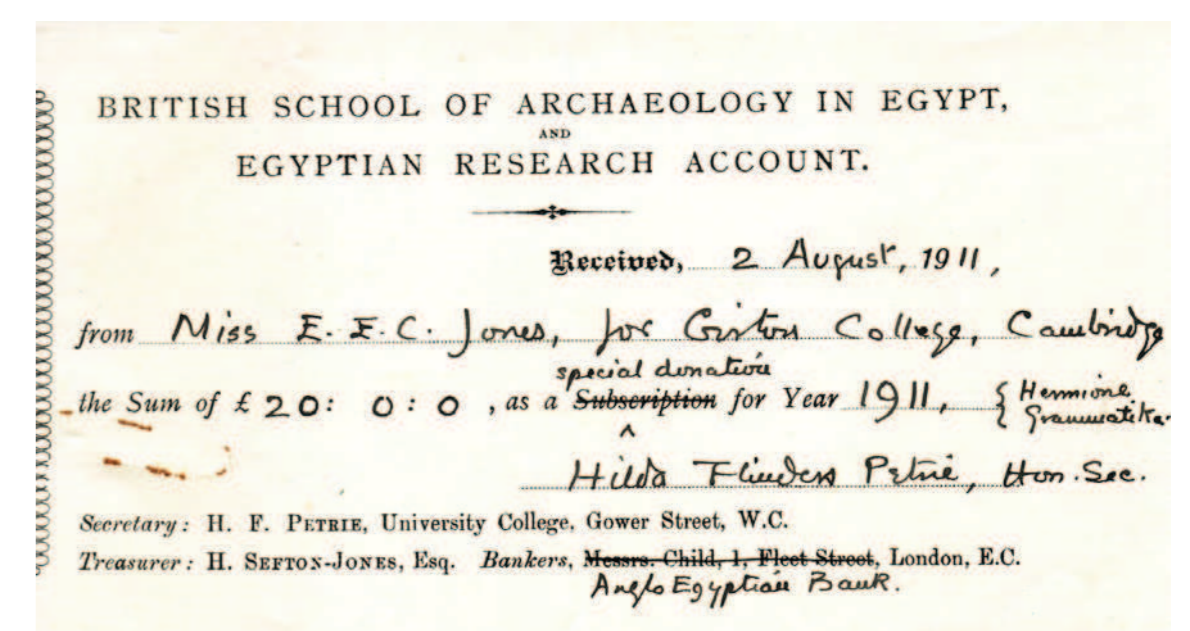 BRITISH SCHOOL OF ARCHAEOLOGY IN EGYPT,
AND
EGYPTIAN RESEARCH ACCOUNT.
Received, 2 August, 1911,
from Miss E. E. C. Jones, for Girton College, Cambridge
special donation
the Sum of £ 20: 0: 0, as a Subscription for Year 1911, { Hermione
Grammatika
Hilda Flinders Petrie, Hon. Sec.
Secretary: H. F. PETRIE, University College, Gower Street, W.C.
Treasurer: H. SEFTON-JONES, Esq. Bankers, Messrs. Child, 1, Fleet Street, London, E.C.
Anglo Egyptian Bank.